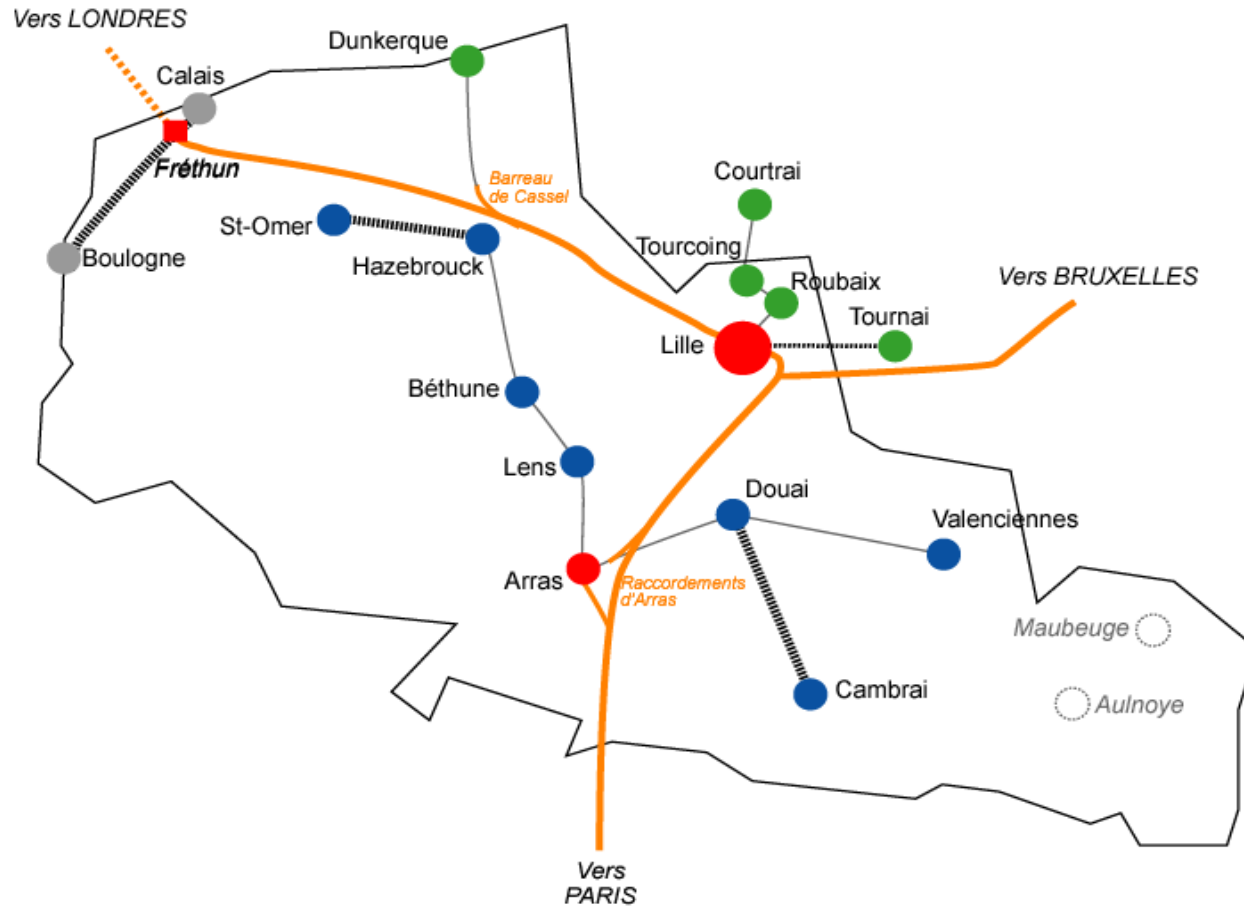 Vers LONDRES
Dunkerque
Calais
Fréthun
Barreau
de Cassel
Courtrai
St-Omer
Tourcoing
Hazebrouck
Boulogne
Roubaix
Vers BRUXELLES
Tournai
Lille
Béthune
Lens
Douai
Valenciennes
Arras
Raccordements
d'Arras
Maubeuge
Cambrai
Aulnoye
Vers
PARIS